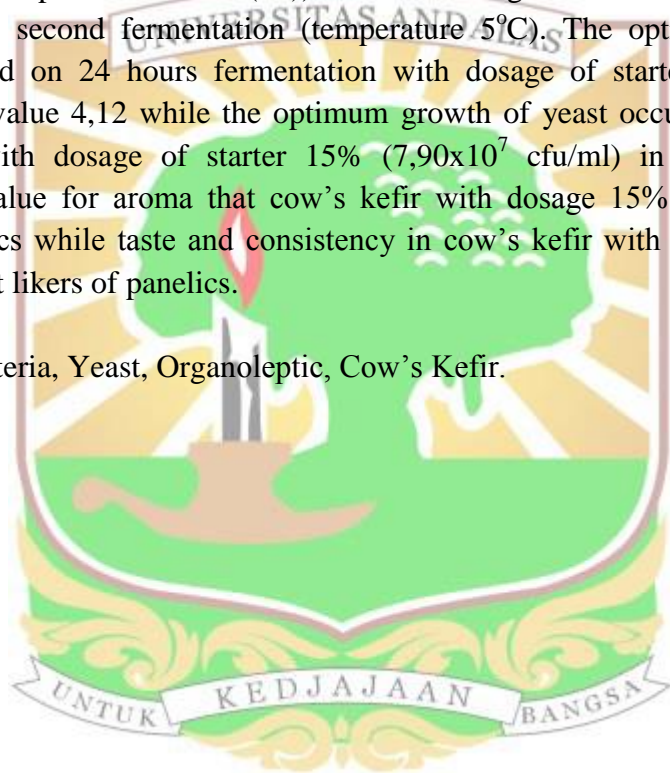 second fermentation (temperature 5°C). The opt
UNIVERSITAS ANDALAS
d on 24 hours fermentation with dosage of starte
value 4,12 while the optimum growth of yeast occu
ith dosage of starter 15% (7,90x10⁷ cfu/ml) in
alue for aroma that cow's kefir with dosage 15%
cs while taste and consistency in cow's kefir with
t likers of panelics.
teria, Yeast, Organoleptic, Cow's Kefir.
UNTUK KEDJAJAAN BANGSA